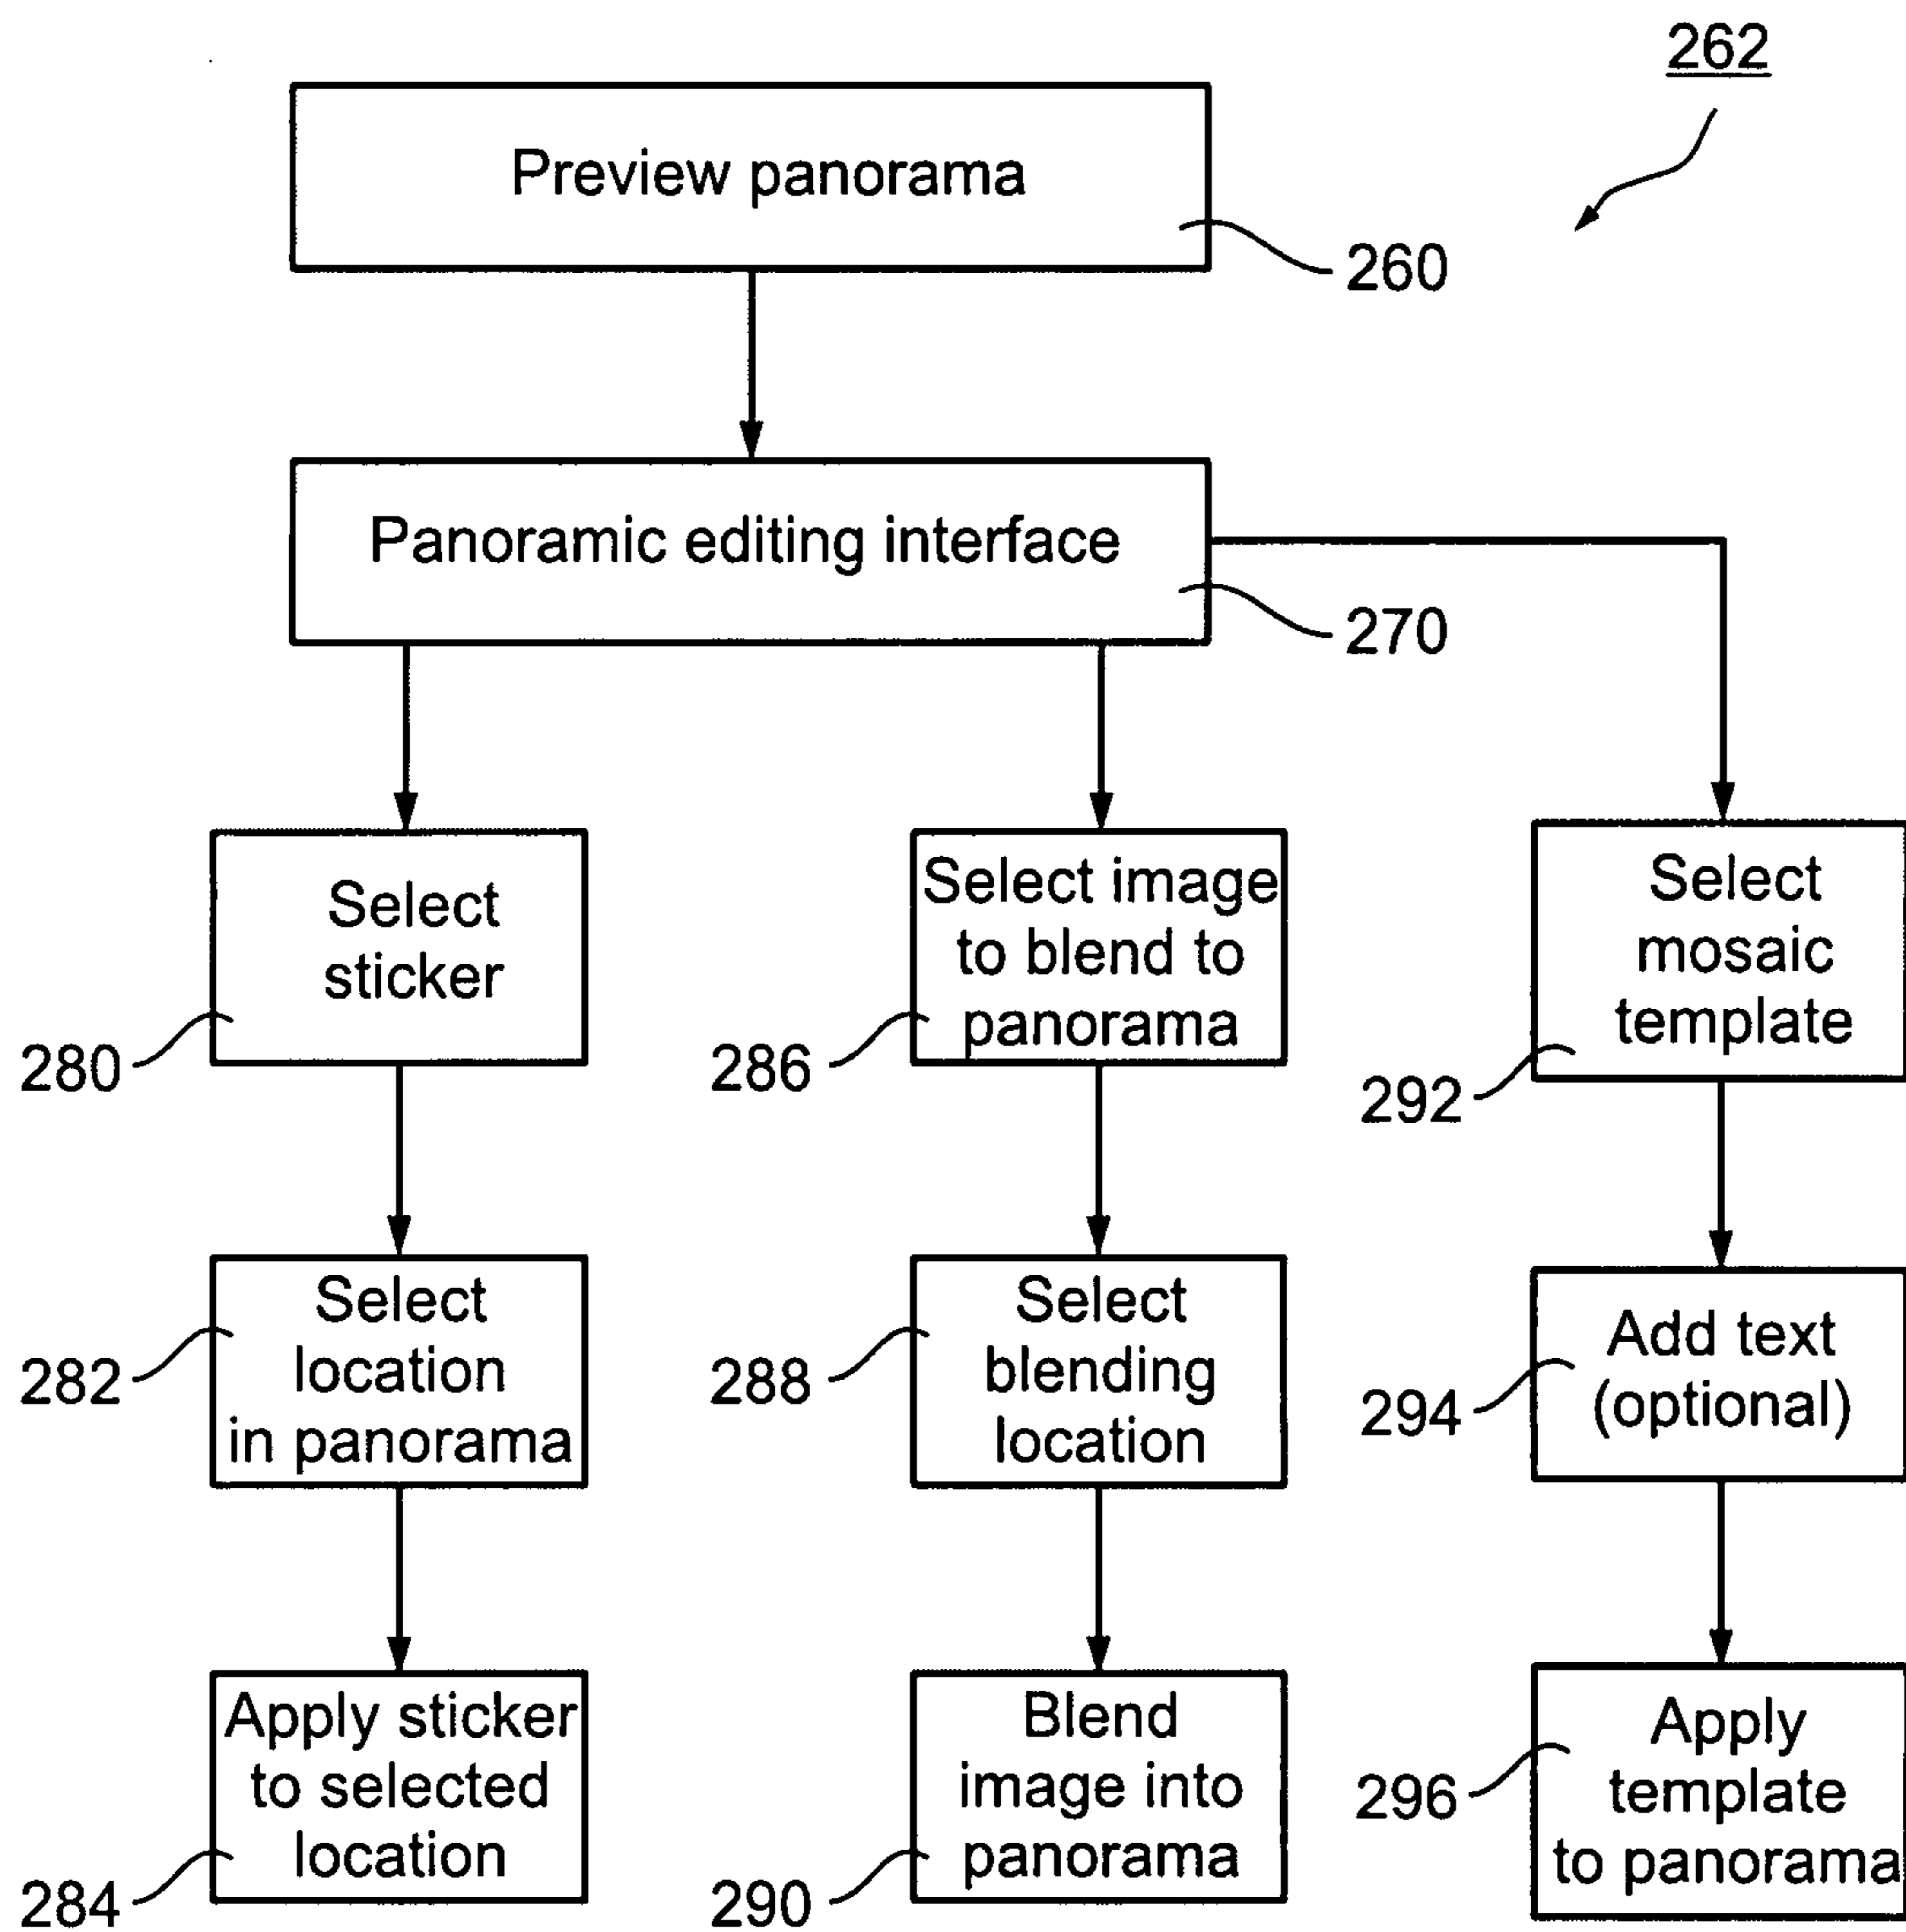 262
Preview panorama
260
Panoramic editing interface
270
Select
sticker
280
Select image
to blend to
panorama
286
Select
mosaic
template
292
Select
location
in panorama
282
Select
blending
location
288
Add text
(optional)
294
Apply sticker
to selected
location
284
Blend
image into
panorama
290
Apply
template
to panorama
296